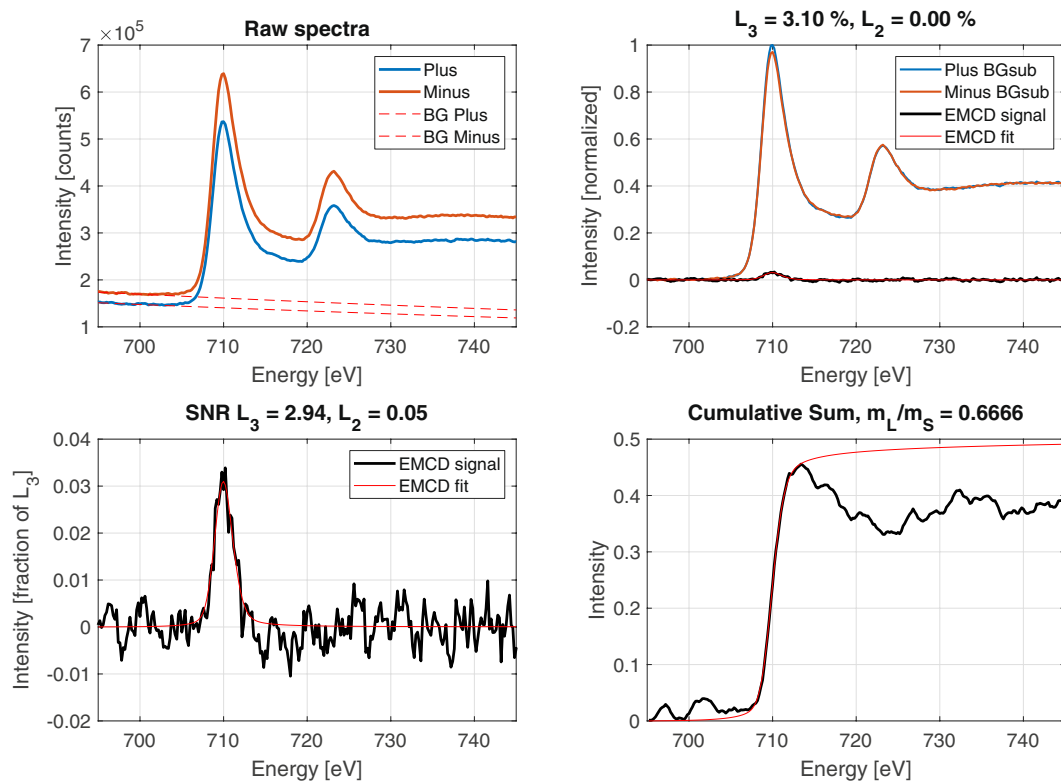 Raw spectra
×10⁵
7
6
5
4
3
2
1
Intensity [counts]
Plus
Minus
BG Plus
BG Minus
700 710 720 730 740
Energy [eV]
L₃ = 3.10 %, L₂ = 0.00 %
1
0.8
0.6
0.4
0.2
0
-0.2
Intensity [normalized]
Plus BGsub
Minus BGsub
EMCD signal
EMCD fit
700 710 720 730 740
Energy [eV]
SNR L₃ = 2.94, L₂ = 0.05
0.04
0.03
0.02
0.01
0
-0.01
-0.02
Intensity [fraction of L₃]
EMCD signal
EMCD fit
700 710 720 730 740
Energy [eV]
Cumulative Sum, m_L/m_S = 0.6666
0.5
0.4
0.3
0.2
0.1
0
Intensity
700 710 720 730 740
Energy [eV]